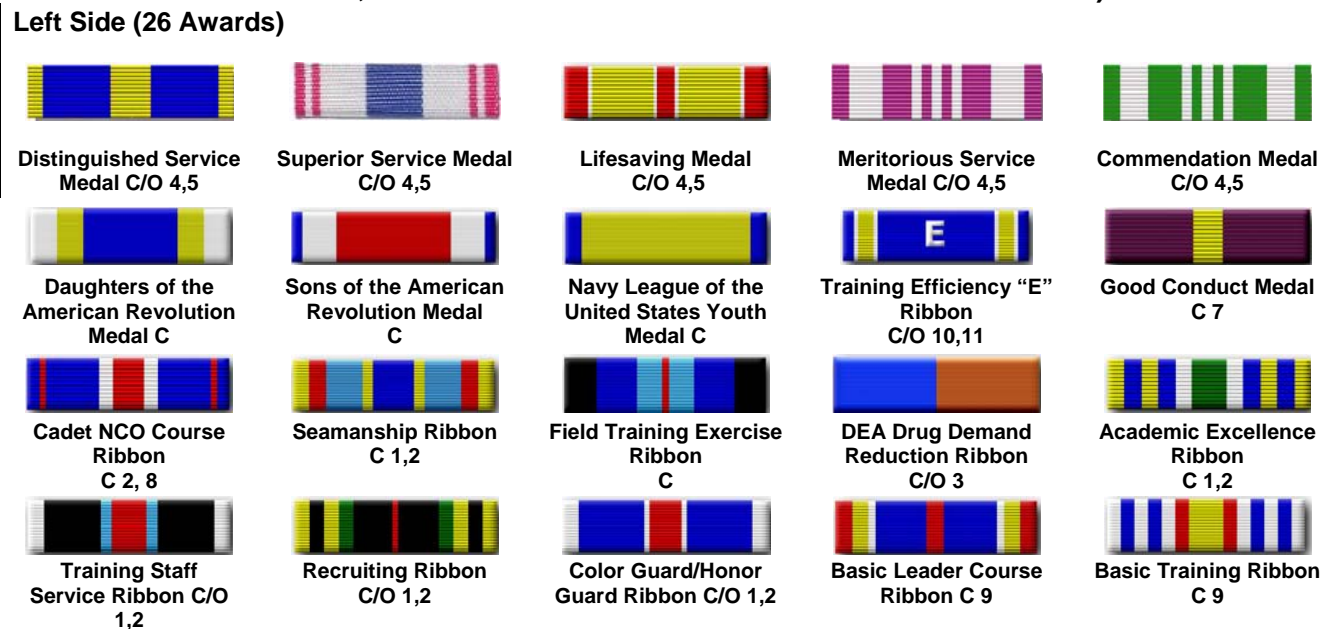 Left Side (26 Awards)
Distinguished Service
Medal C/O 4,5
Superior Service Medal
C/O 4,5
Lifesaving Medal
C/O 4,5
Meritorious Service
Medal C/O 4,5
Commendation Medal
C/O 4,5
Daughters of the
American Revolution
Medal C
Sons of the American
Revolution Medal
C
Navy League of the
United States Youth
Medal C
E
Training Efficiency “E”
Ribbon
C/O 10,11
Good Conduct Medal
C 7
Cadet NCO Course
Ribbon
C 2, 8
Seamanship Ribbon
C 1,2
Field Training Exercise
Ribbon
C
DEA Drug Demand
Reduction Ribbon
C/O 3
Academic Excellence
Ribbon
C 1,2
Training Staff
Service Ribbon C/O
1,2
Recruiting Ribbon
C/O 1,2
Color Guard/Honor
Guard Ribbon C/O 1,2
Basic Leader Course
Ribbon C 9
Basic Training Ribbon
C 9